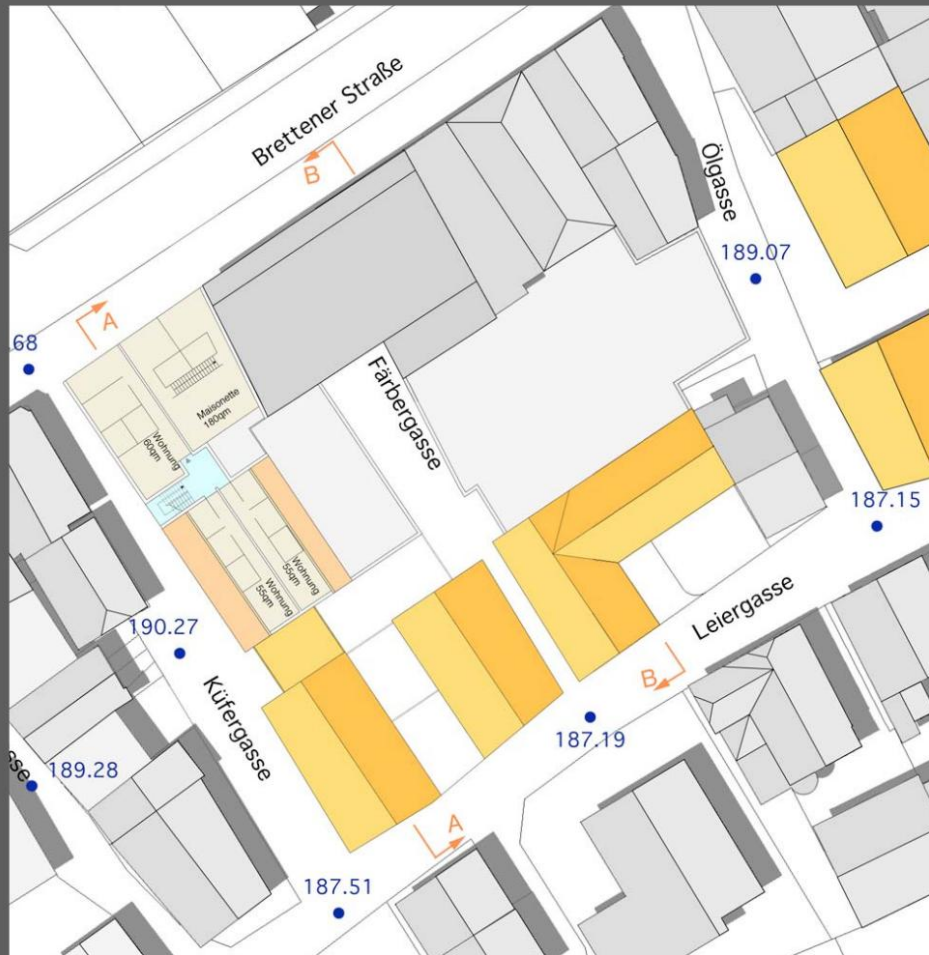 Brettener Straße
B
Ölgasse
189.07
A
68
Färbergasse
Maisonette
180qm
Wohnung
60qm
187.15
Wohnung
55qm
Wohnung
55qm
Leiergasse
190.27
B
Küfergasse
187.19
sse
189.28
A
187.51